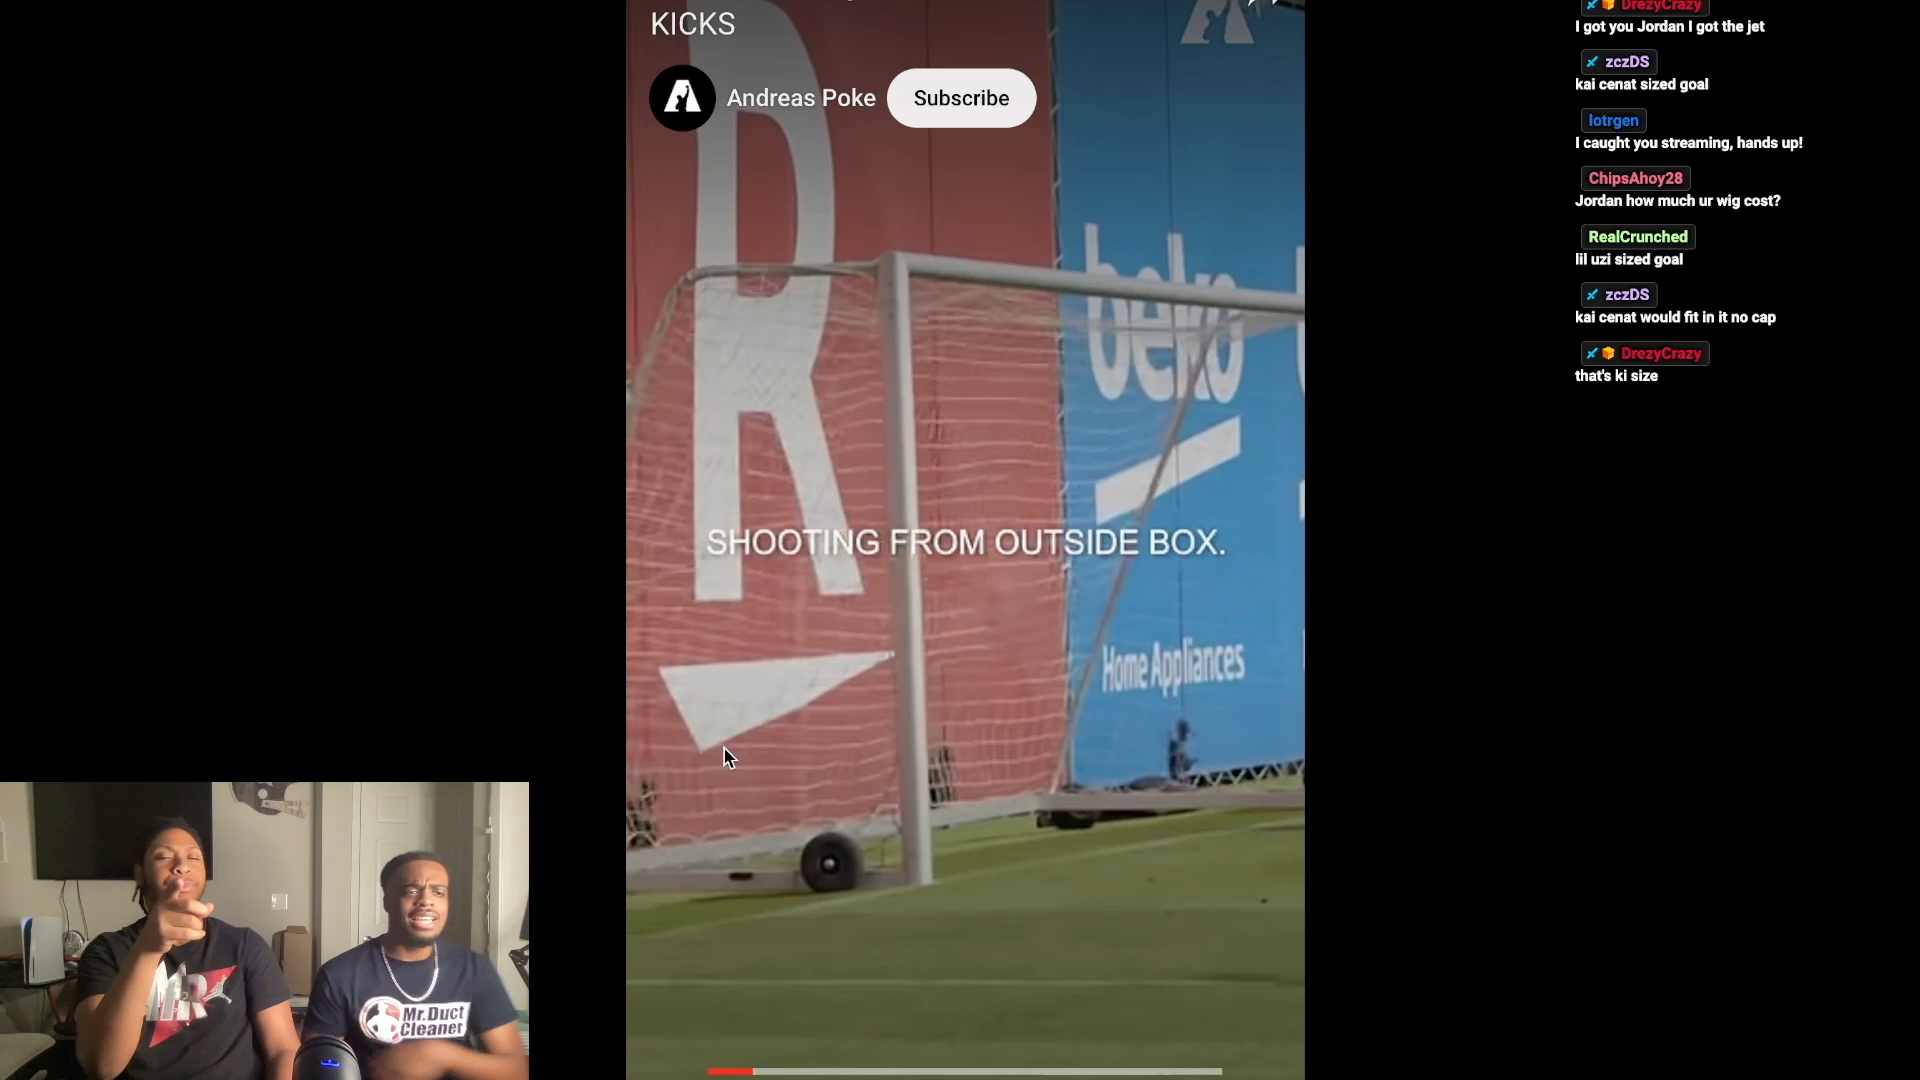 KICKS
Andreas Poke
Subscribe
R
beko
Home Appliances
SHOOTING FROM OUTSIDE BOX.
Mr.Duct
Cleaner
DrezyCrazy
I got you Jordan I got the jet
zczDS
kai cenat sized goal
lotrgen
I caught you streaming, hands up!
ChipsAhoy28
Jordan how much ur wig cost?
RealCrunched
lil uzi sized goal
zczDS
kai cenat would fit in it no cap
DrezyCrazy
that's ki size